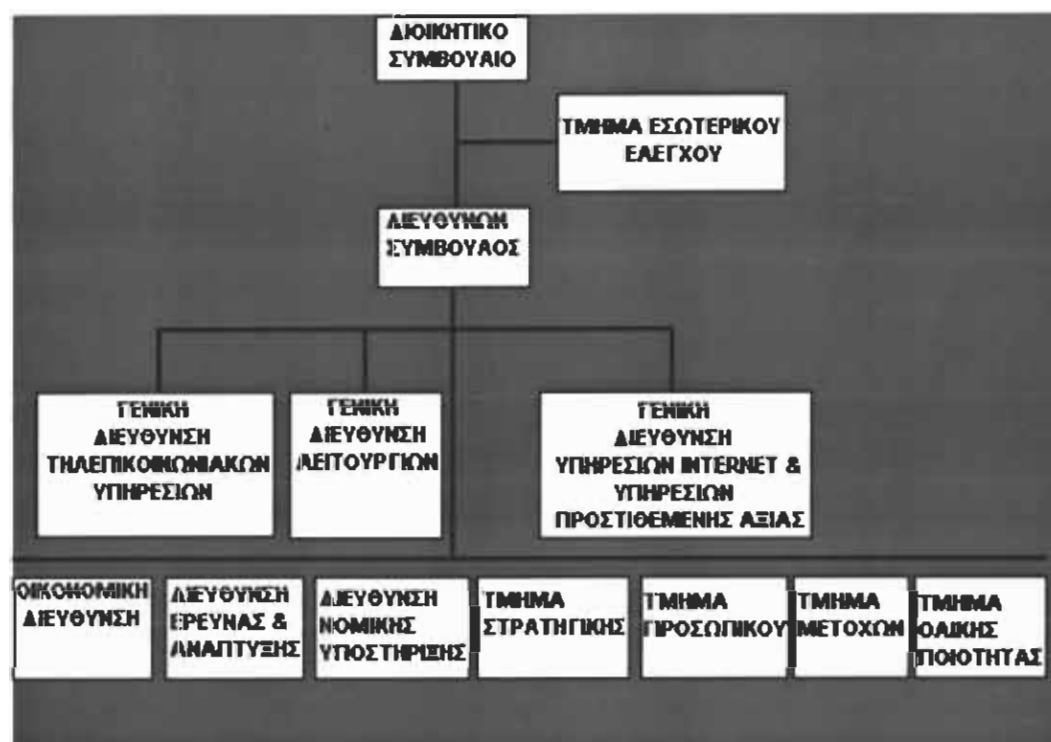 ΔΙΟΙΚΗΤΙΚΟ
ΣΥΜΒΟΥΛΙΟ
ΤΜΗΜΑ ΕΣΩΤΕΡΙΚΟΥ
ΕΛΕΓΧΟΥ
ΔΙΕΥΘΥΝΩΝ
ΣΥΜΒΟΥΛΟΣ
ΓΕΝΙΚΗ
ΔΙΕΥΘΥΝΣΗ
ΤΗΛΕΠΙΚΟΙΝΩΝΙΑΚΩΝ
ΥΠΗΡΕΣΙΩΝ
ΓΕΝΙΚΗ
ΔΙΕΥΘΥΝΣΗ
ΛΕΙΤΟΥΡΓΙΩΝ
ΓΕΝΙΚΗ
ΔΙΕΥΘΥΝΣΗ
ΥΠΗΡΕΣΙΩΝ INTERNET &
ΥΠΗΡΕΣΙΩΝ
ΠΡΟΣΤΙΘΕΜΕΝΗΣ ΑΞΙΑΣ
ΟΙΚΟΝΟΜΙΚΗ
ΔΙΕΥΘΥΝΣΗ
ΔΙΕΥΘΥΝΣΗ
ΕΡΕΥΝΑΣ &
ΑΝΑΠΤΥΞΗΣ
ΔΙΕΥΘΥΝΣΗ
ΝΟΜΙΚΗΣ
ΥΠΟΣΤΗΡΙΞΗΣ
ΤΜΗΜΑ
ΣΤΡΑΤΗΓΙΚΗΣ
ΤΜΗΜΑ
ΠΡΟΣΩΠΙΚΟΥ
ΤΜΗΜΑ
ΜΕΤΟΧΩΝ
ΤΜΗΜΑ
ΟΛΙΚΗΣ
ΠΟΙΟΤΗΤΑΣ